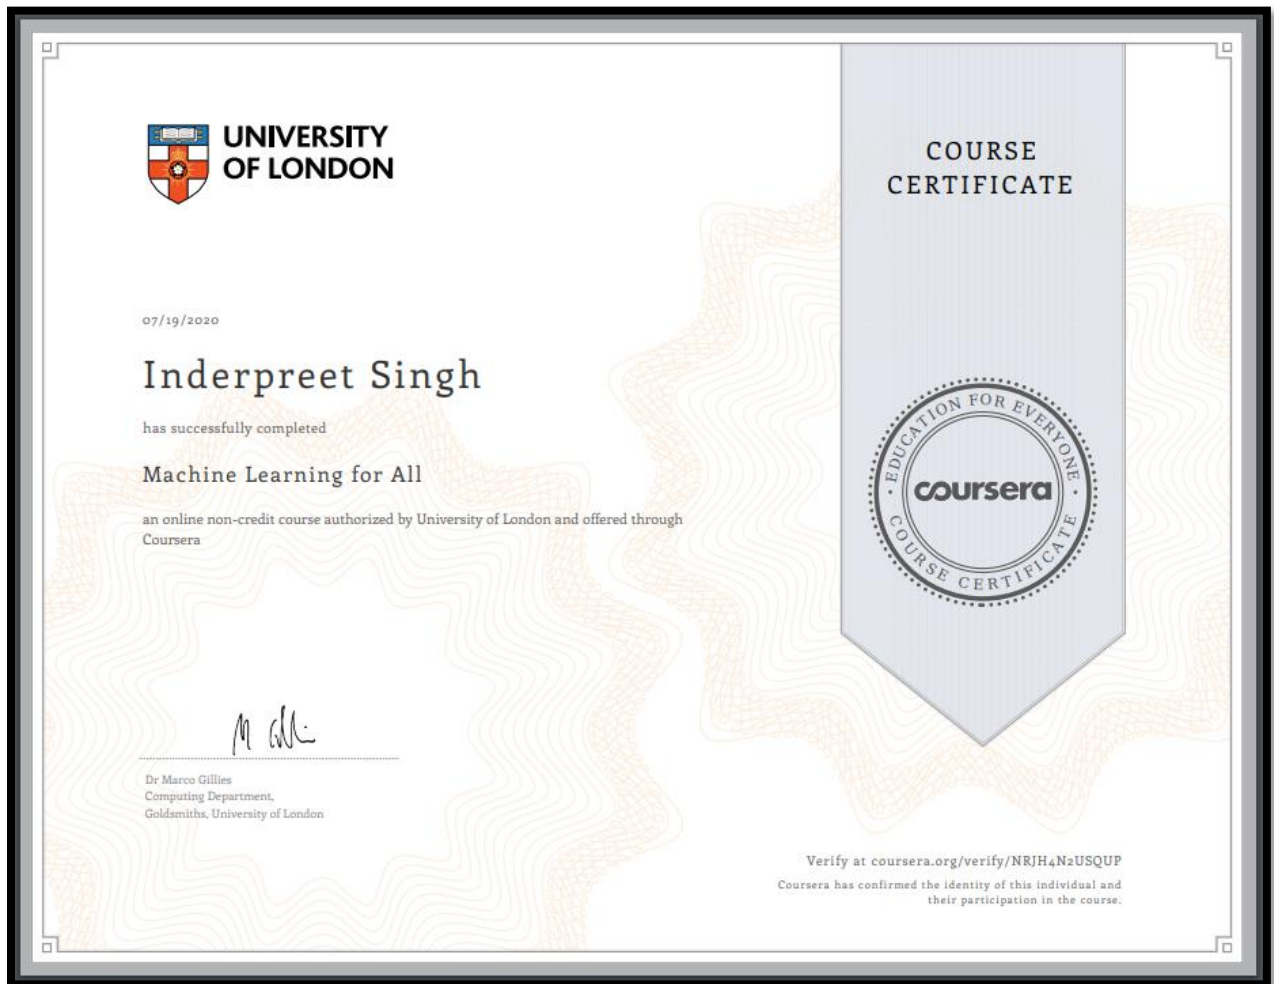 UNIVERSITY
OF LONDON
COURSE
CERTIFICATE
07/19/2020
Inderpreet Singh
has successfully completed
Machine Learning for All
an online non-credit course authorized by University of London and offered through
Coursera
EDUCATION FOR EVERYONE
coursera
COURSE CERTIFICATE
M Gilli
Dr Marco Gillies
Computing Department,
Goldsmiths, University of London
Verify at coursera.org/verify/NRJH4N2USQUP
Coursera has confirmed the identity of this individual and
their participation in the course.